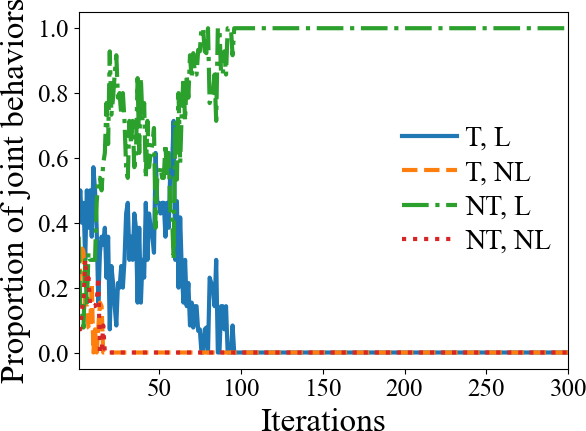 Proportion of joint behaviors
1.0
0.8
0.6
0.4
0.2
0.0
T, L
T, NL
NT, L
NT, NL
50 100 150 200 250 300
Iterations